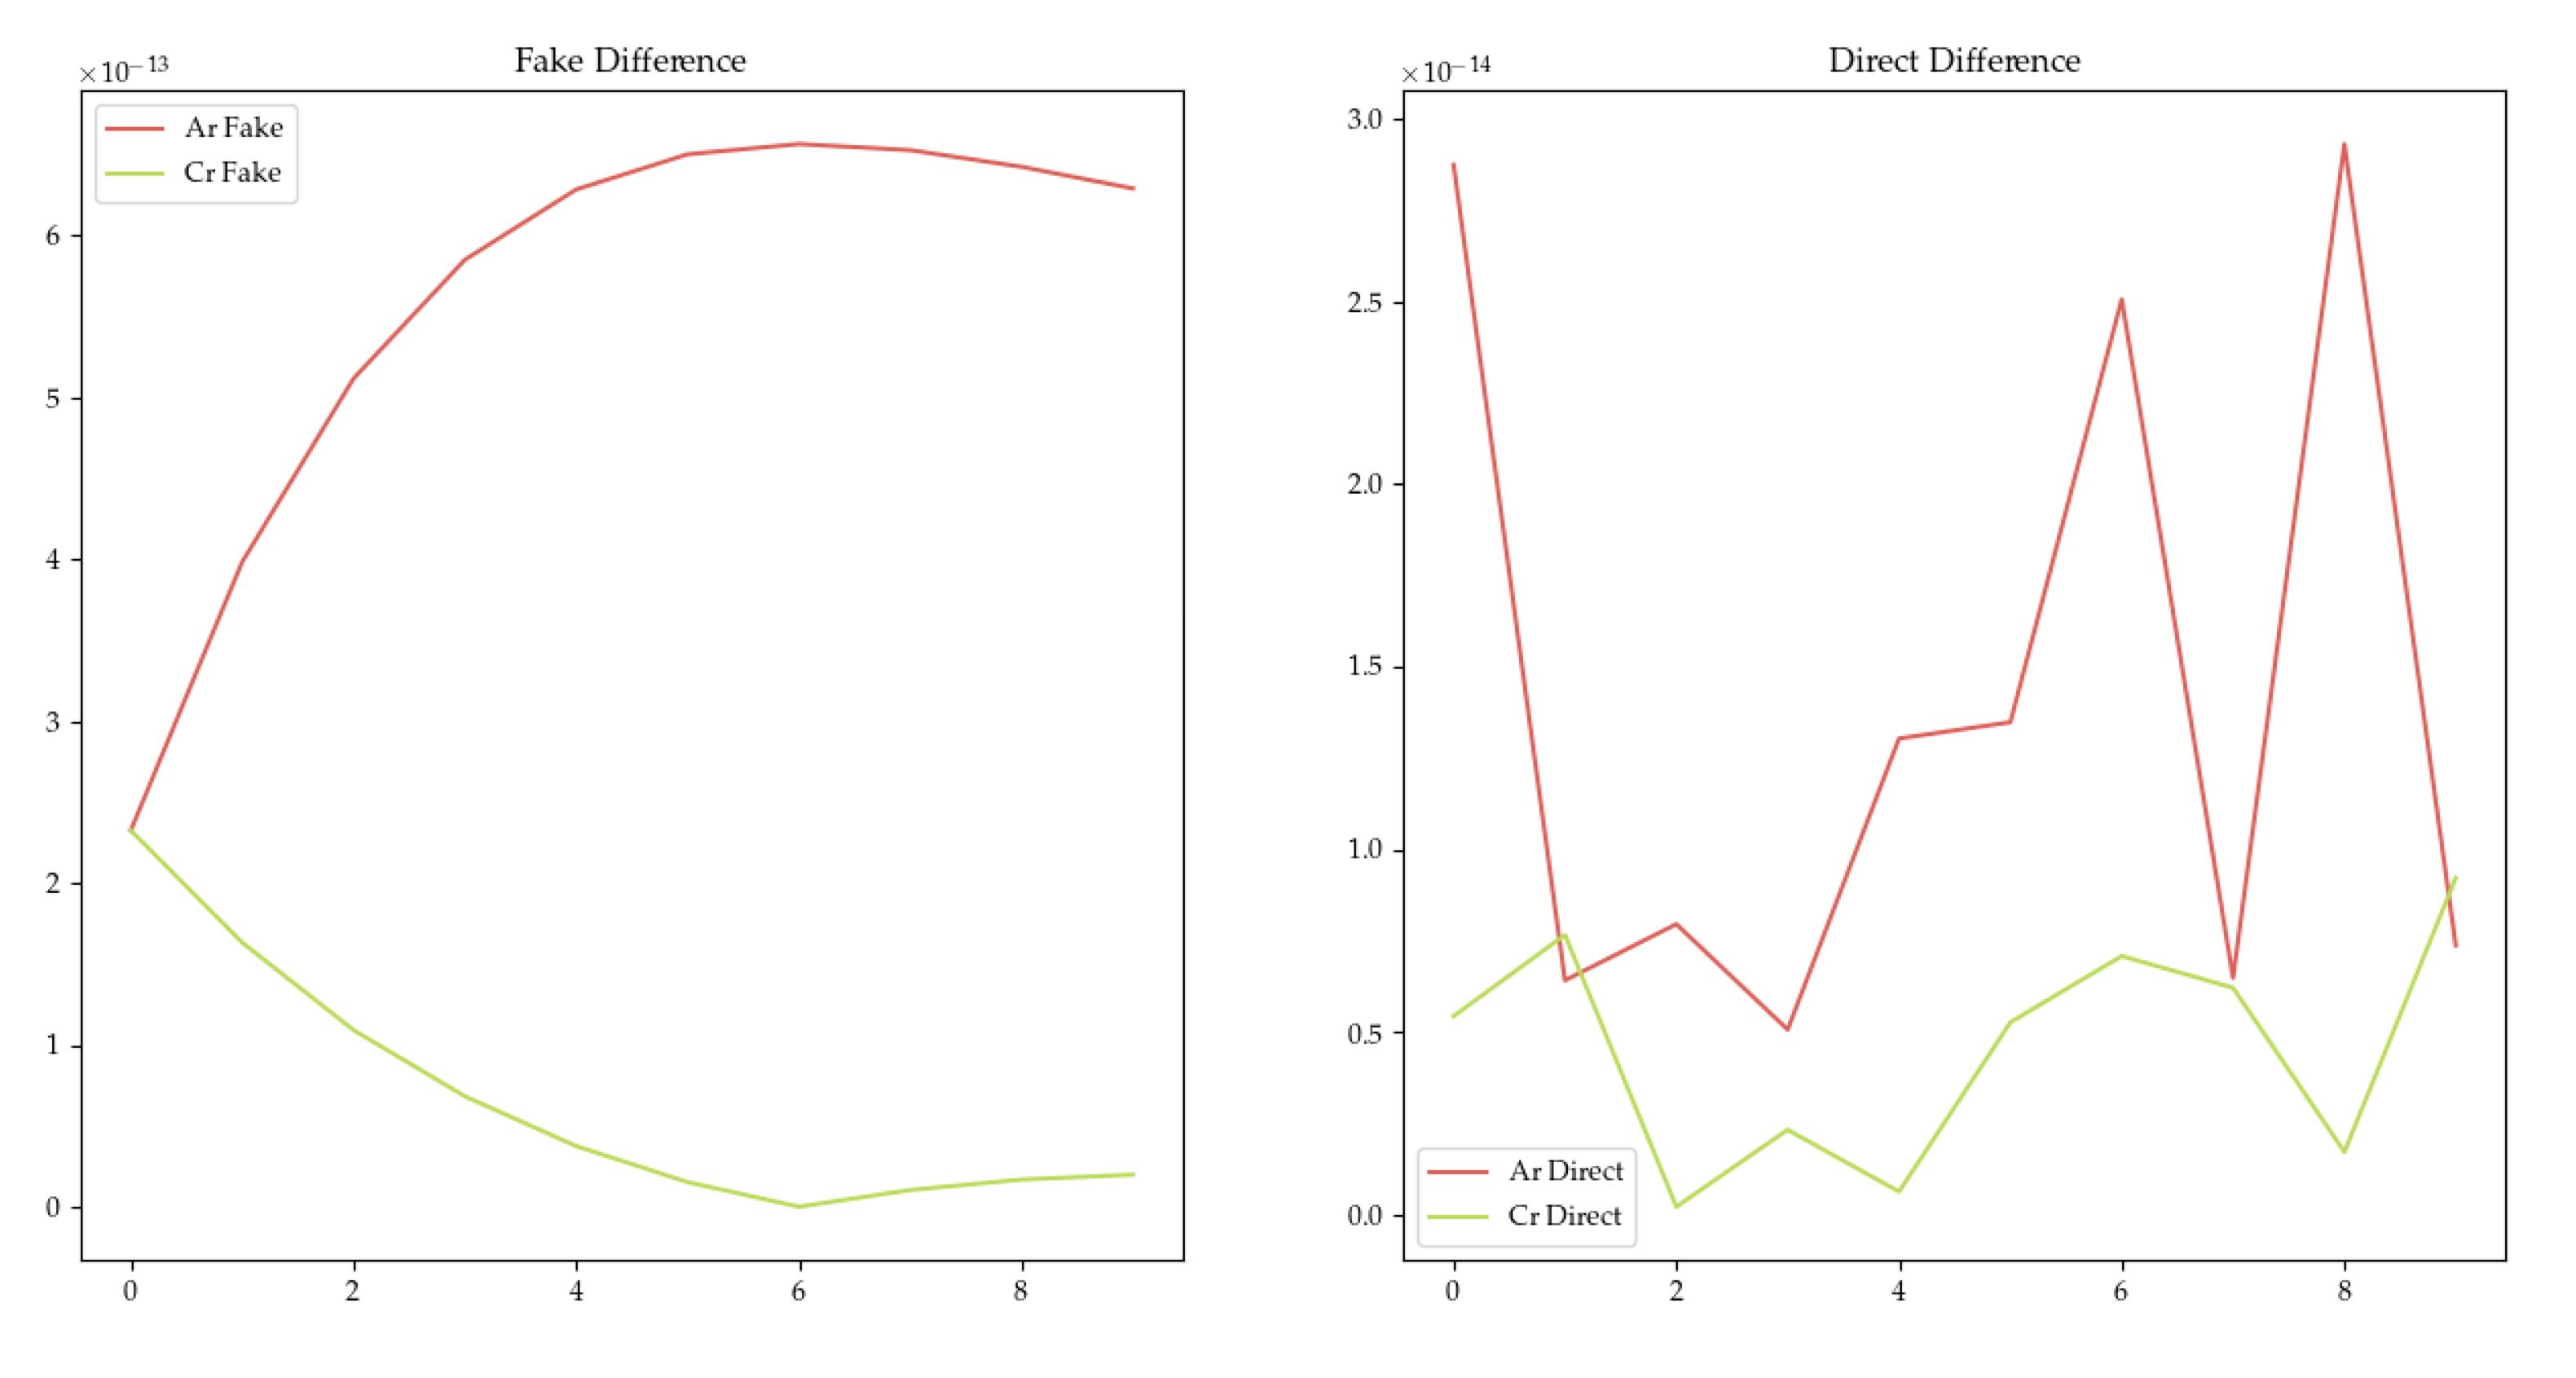 Fake Difference
×10⁻¹³
Ar Fake
Cr Fake
6
5
4
3
2
1
0
0 2 4 6 8
Direct Difference
×10⁻¹⁴
3.0
2.5
2.0
1.5
1.0
0.5
0.0
Ar Direct
Cr Direct
0 2 4 6 8